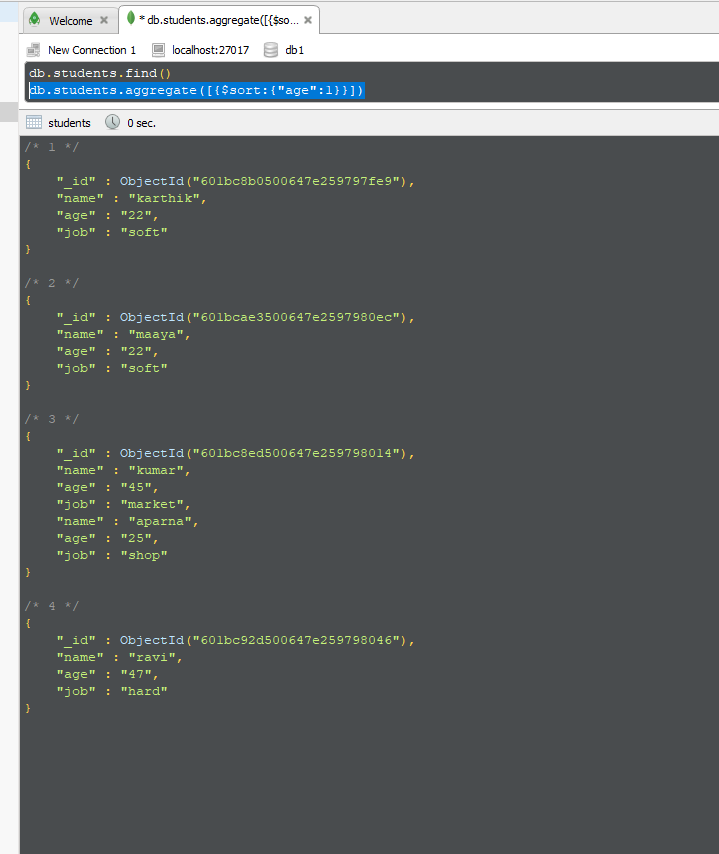 Welcome
* db.students.aggregate([{$so...
New Connection 1 localhost:27017 db1
db.students.find()
db.students.aggregate([{$sort:{"age":1}}])
students 0 sec.
/* 1 */
{
"_id" : ObjectId("601bc8b0500647e259797fe9"),
"name" : "karthik",
"age" : "22",
"job" : "soft"
}
/* 2 */
{
"_id" : ObjectId("601bcae3500647e2597980ec"),
"name" : "maaya",
"age" : "22",
"job" : "soft"
}
/* 3 */
{
"_id" : ObjectId("601bc8ed500647e259798014"),
"name" : "kumar",
"age" : "45",
"job" : "market",
"name" : "aparna",
"age" : "25",
"job" : "shop"
}
/* 4 */
{
"_id" : ObjectId("601bc92d500647e259798046"),
"name" : "ravi",
"age" : "47",
"job" : "hard"
}